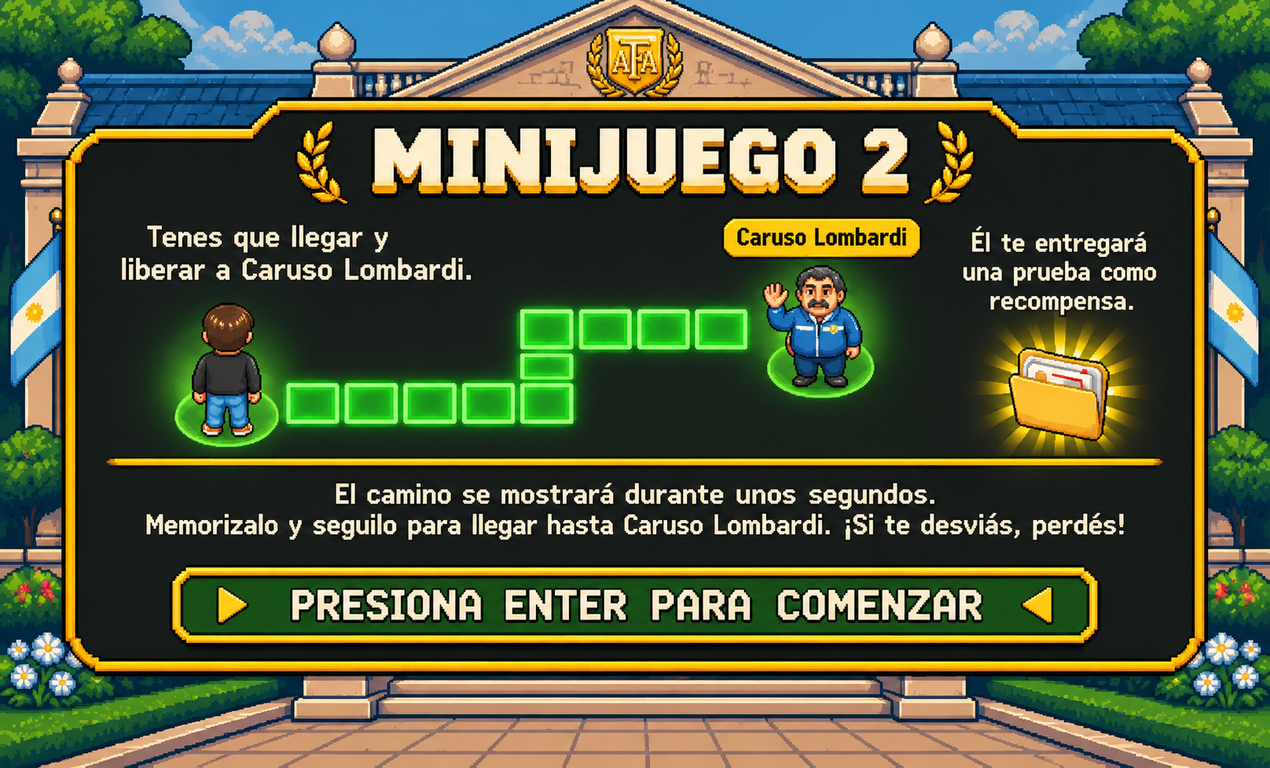 AFA
MINIJUEGO 2
Tenes que llegar y
liberar a Caruso Lombardi.
Caruso Lombardi
Él te entregará
una prueba como
recompensa.
El camino se mostrará durante unos segundos.
Memorizalo y seguilo para llegar hasta Caruso Lombardi. ¡Si te desviás, perdés!
PRESIONA ENTER PARA COMENZAR